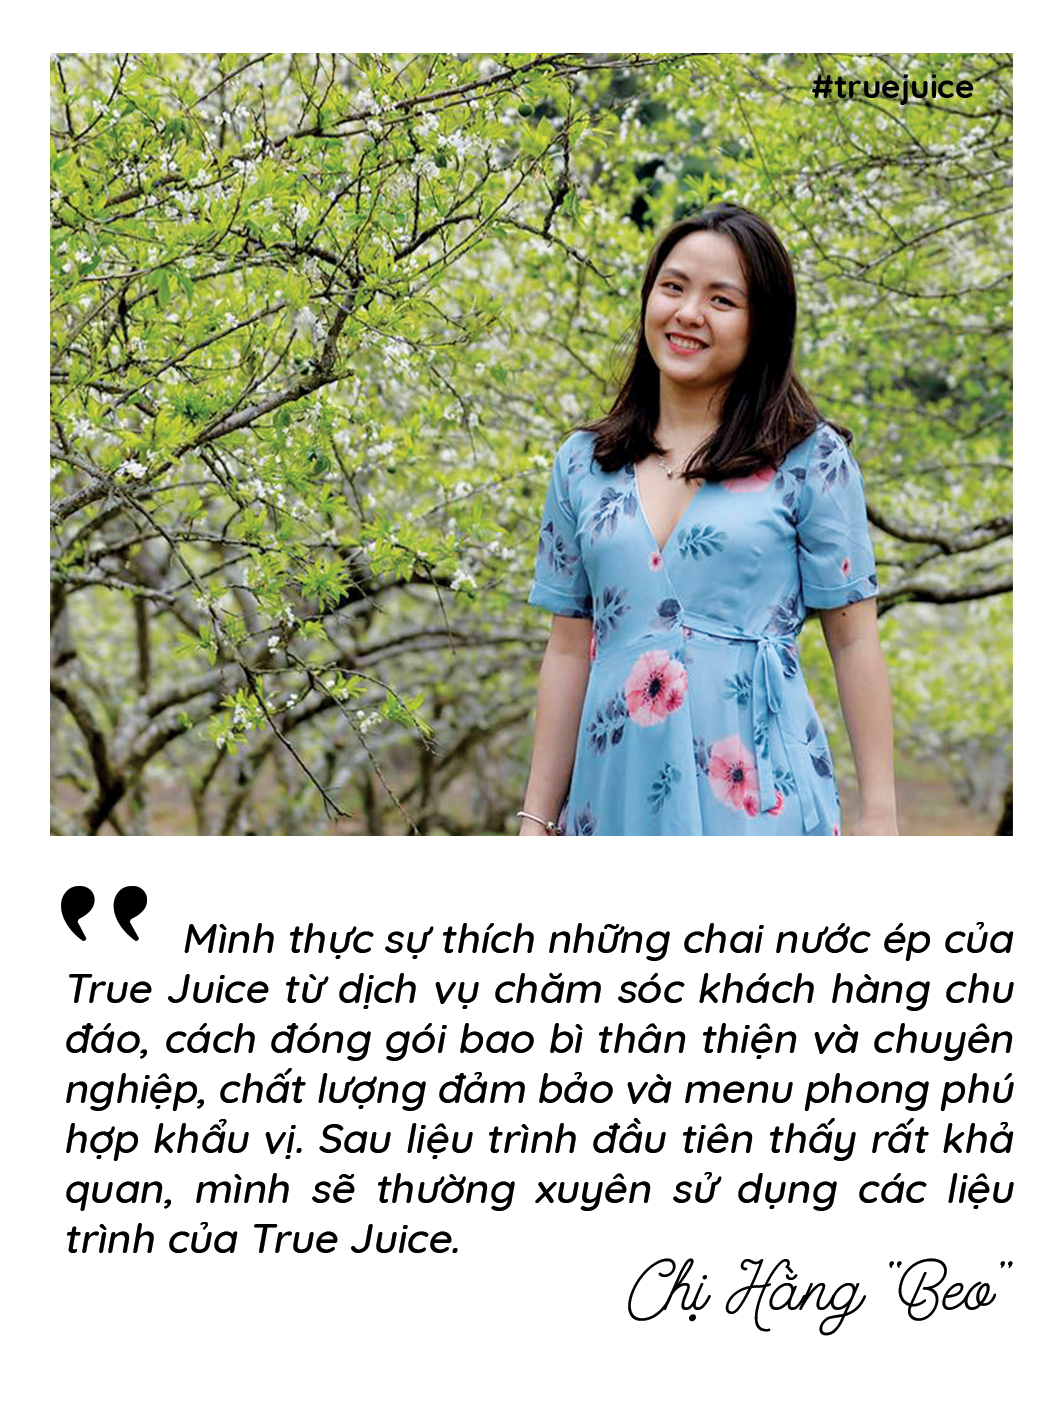 #truejuice
Mình thực sự thích những chai nước ép của
True Juice từ dịch vụ chăm sóc khách hàng chu
đáo, cách đóng gói bao bì thân thiện và chuyên
nghiệp, chất lượng đảm bảo và menu phong phú
hợp khẩu vị. Sau liệu trình đầu tiên thấy rất khả
quan, mình sẽ thường xuyên sử dụng các liệu
trình của True Juice.
Chị Hằng "Beo"